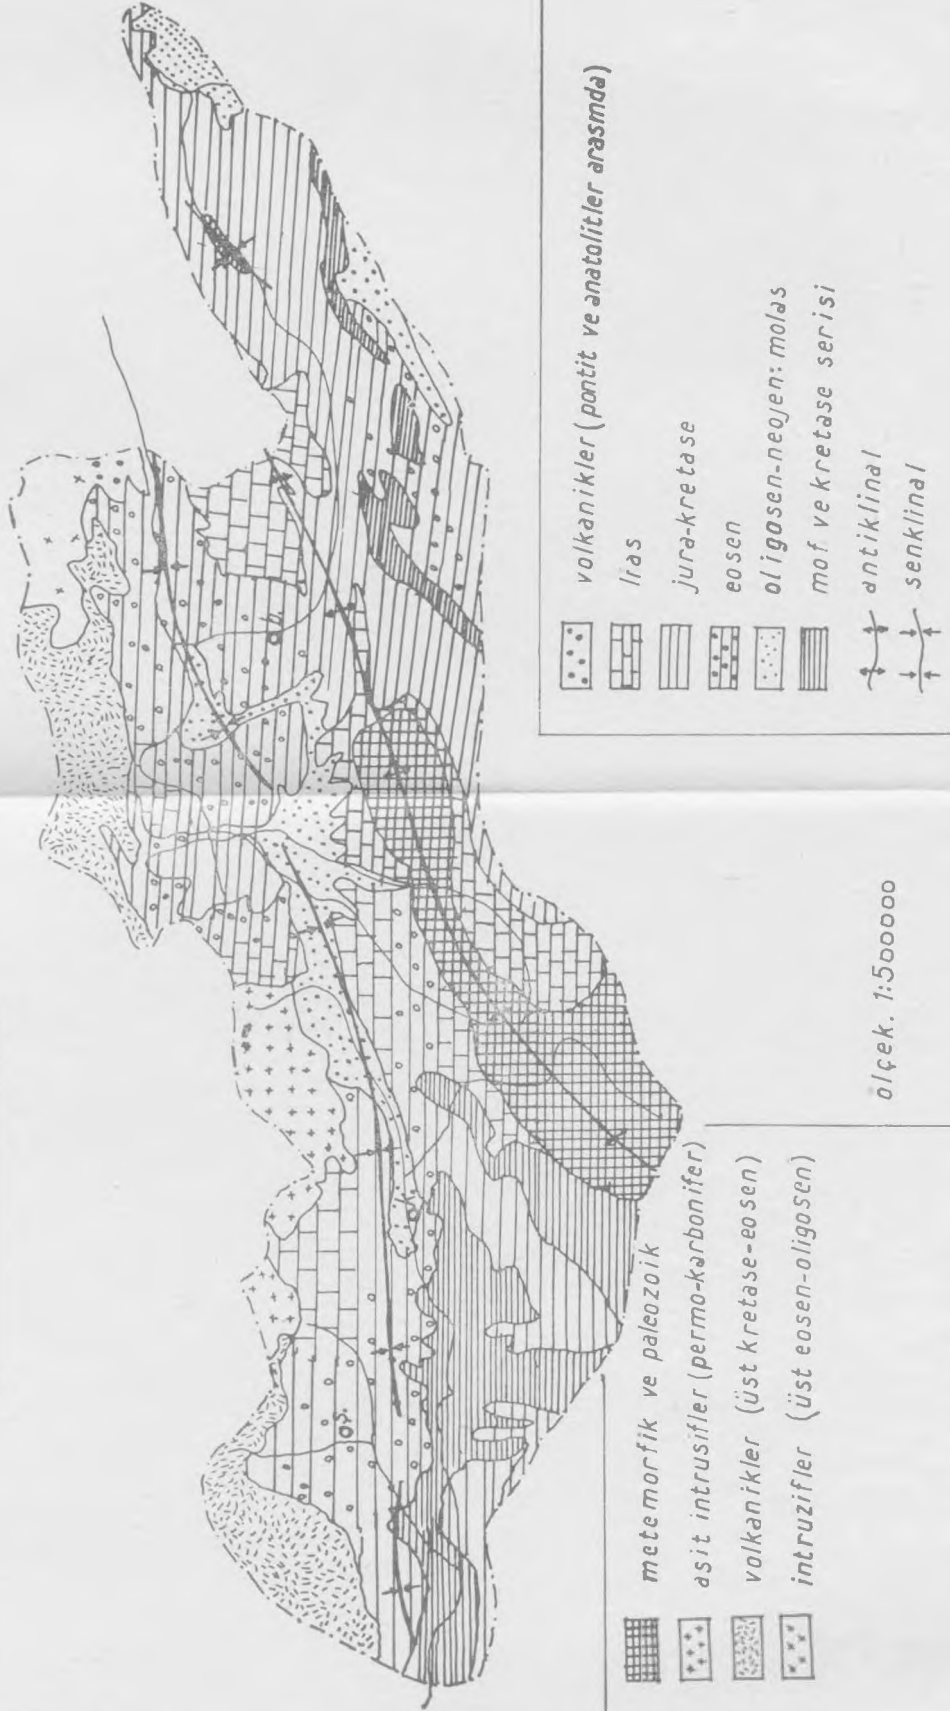 metemorfik ve paleozoik
asit intrusifler (permo-karbonifer)
volkanikler (üst kretase-eosen)
intruzifler (üst eosen-oligosen)
ölçek. 1:500000
volkanikler (pontit ve anatolitler arasmda)
lias
jura-kretase
eosen
oligosen-neojen: molas
mof ve kretase serisi
antiklinal
senklinal